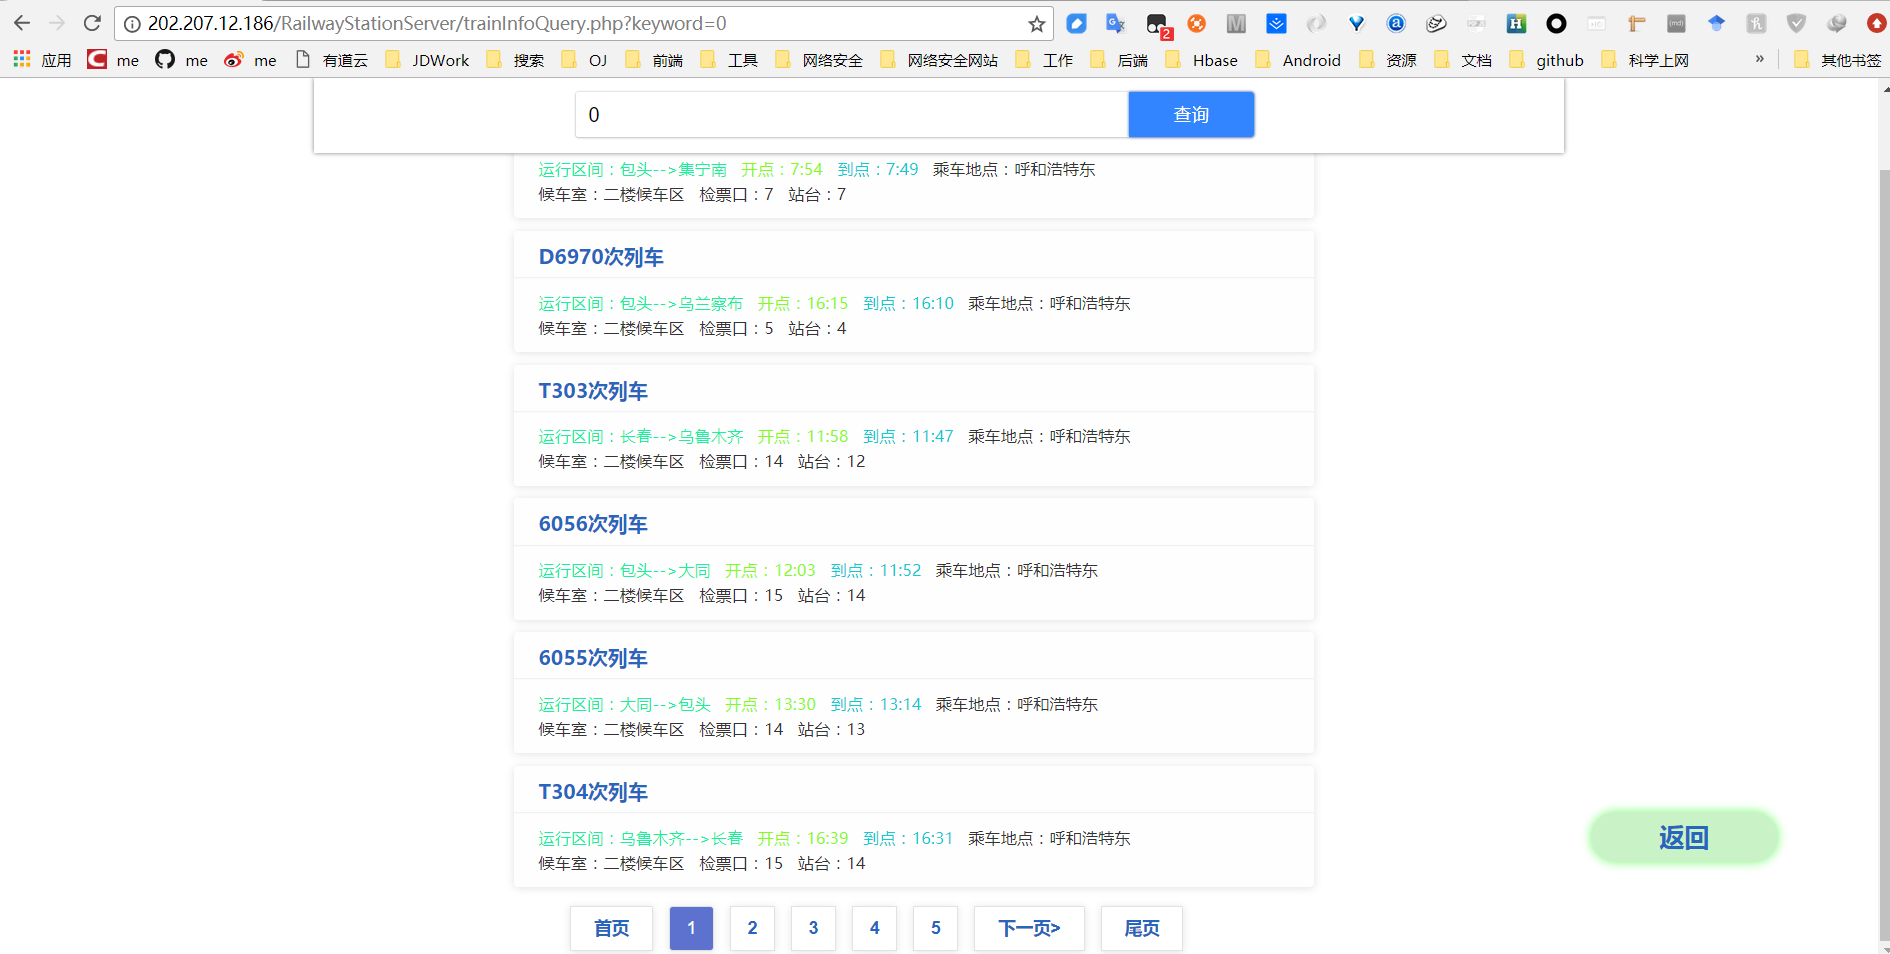 202.207.12.186/RailwayStationServer/trainInfoQuery.php?keyword=0
2
应用 me me me 有道云 JDWork 搜索 OJ 前端 工具 网络安全 网络安全网站 工作 后端 Hbase Android 资源 文档 github 科学上网 » 其他书签
0 查询
运行区间：包头-->集宁南 开点：7:54 到点：7:49 乘车地点：呼和浩特东
候车室：二楼候车区 检票口：7 站台：7
D6970次列车
运行区间：包头-->乌兰察布 开点：16:15 到点：16:10 乘车地点：呼和浩特东
候车室：二楼候车区 检票口：5 站台：4
T303次列车
运行区间：长春-->乌鲁木齐 开点：11:58 到点：11:47 乘车地点：呼和浩特东
候车室：二楼候车区 检票口：14 站台：12
6056次列车
运行区间：包头-->大同 开点：12:03 到点：11:52 乘车地点：呼和浩特东
候车室：二楼候车区 检票口：15 站台：14
6055次列车
运行区间：大同-->包头 开点：13:30 到点：13:14 乘车地点：呼和浩特东
候车室：二楼候车区 检票口：14 站台：13
T304次列车
运行区间：乌鲁木齐-->长春 开点：16:39 到点：16:31 乘车地点：呼和浩特东
候车室：二楼候车区 检票口：15 站台：14
返回
首页 1 2 3 4 5 下一页> 尾页